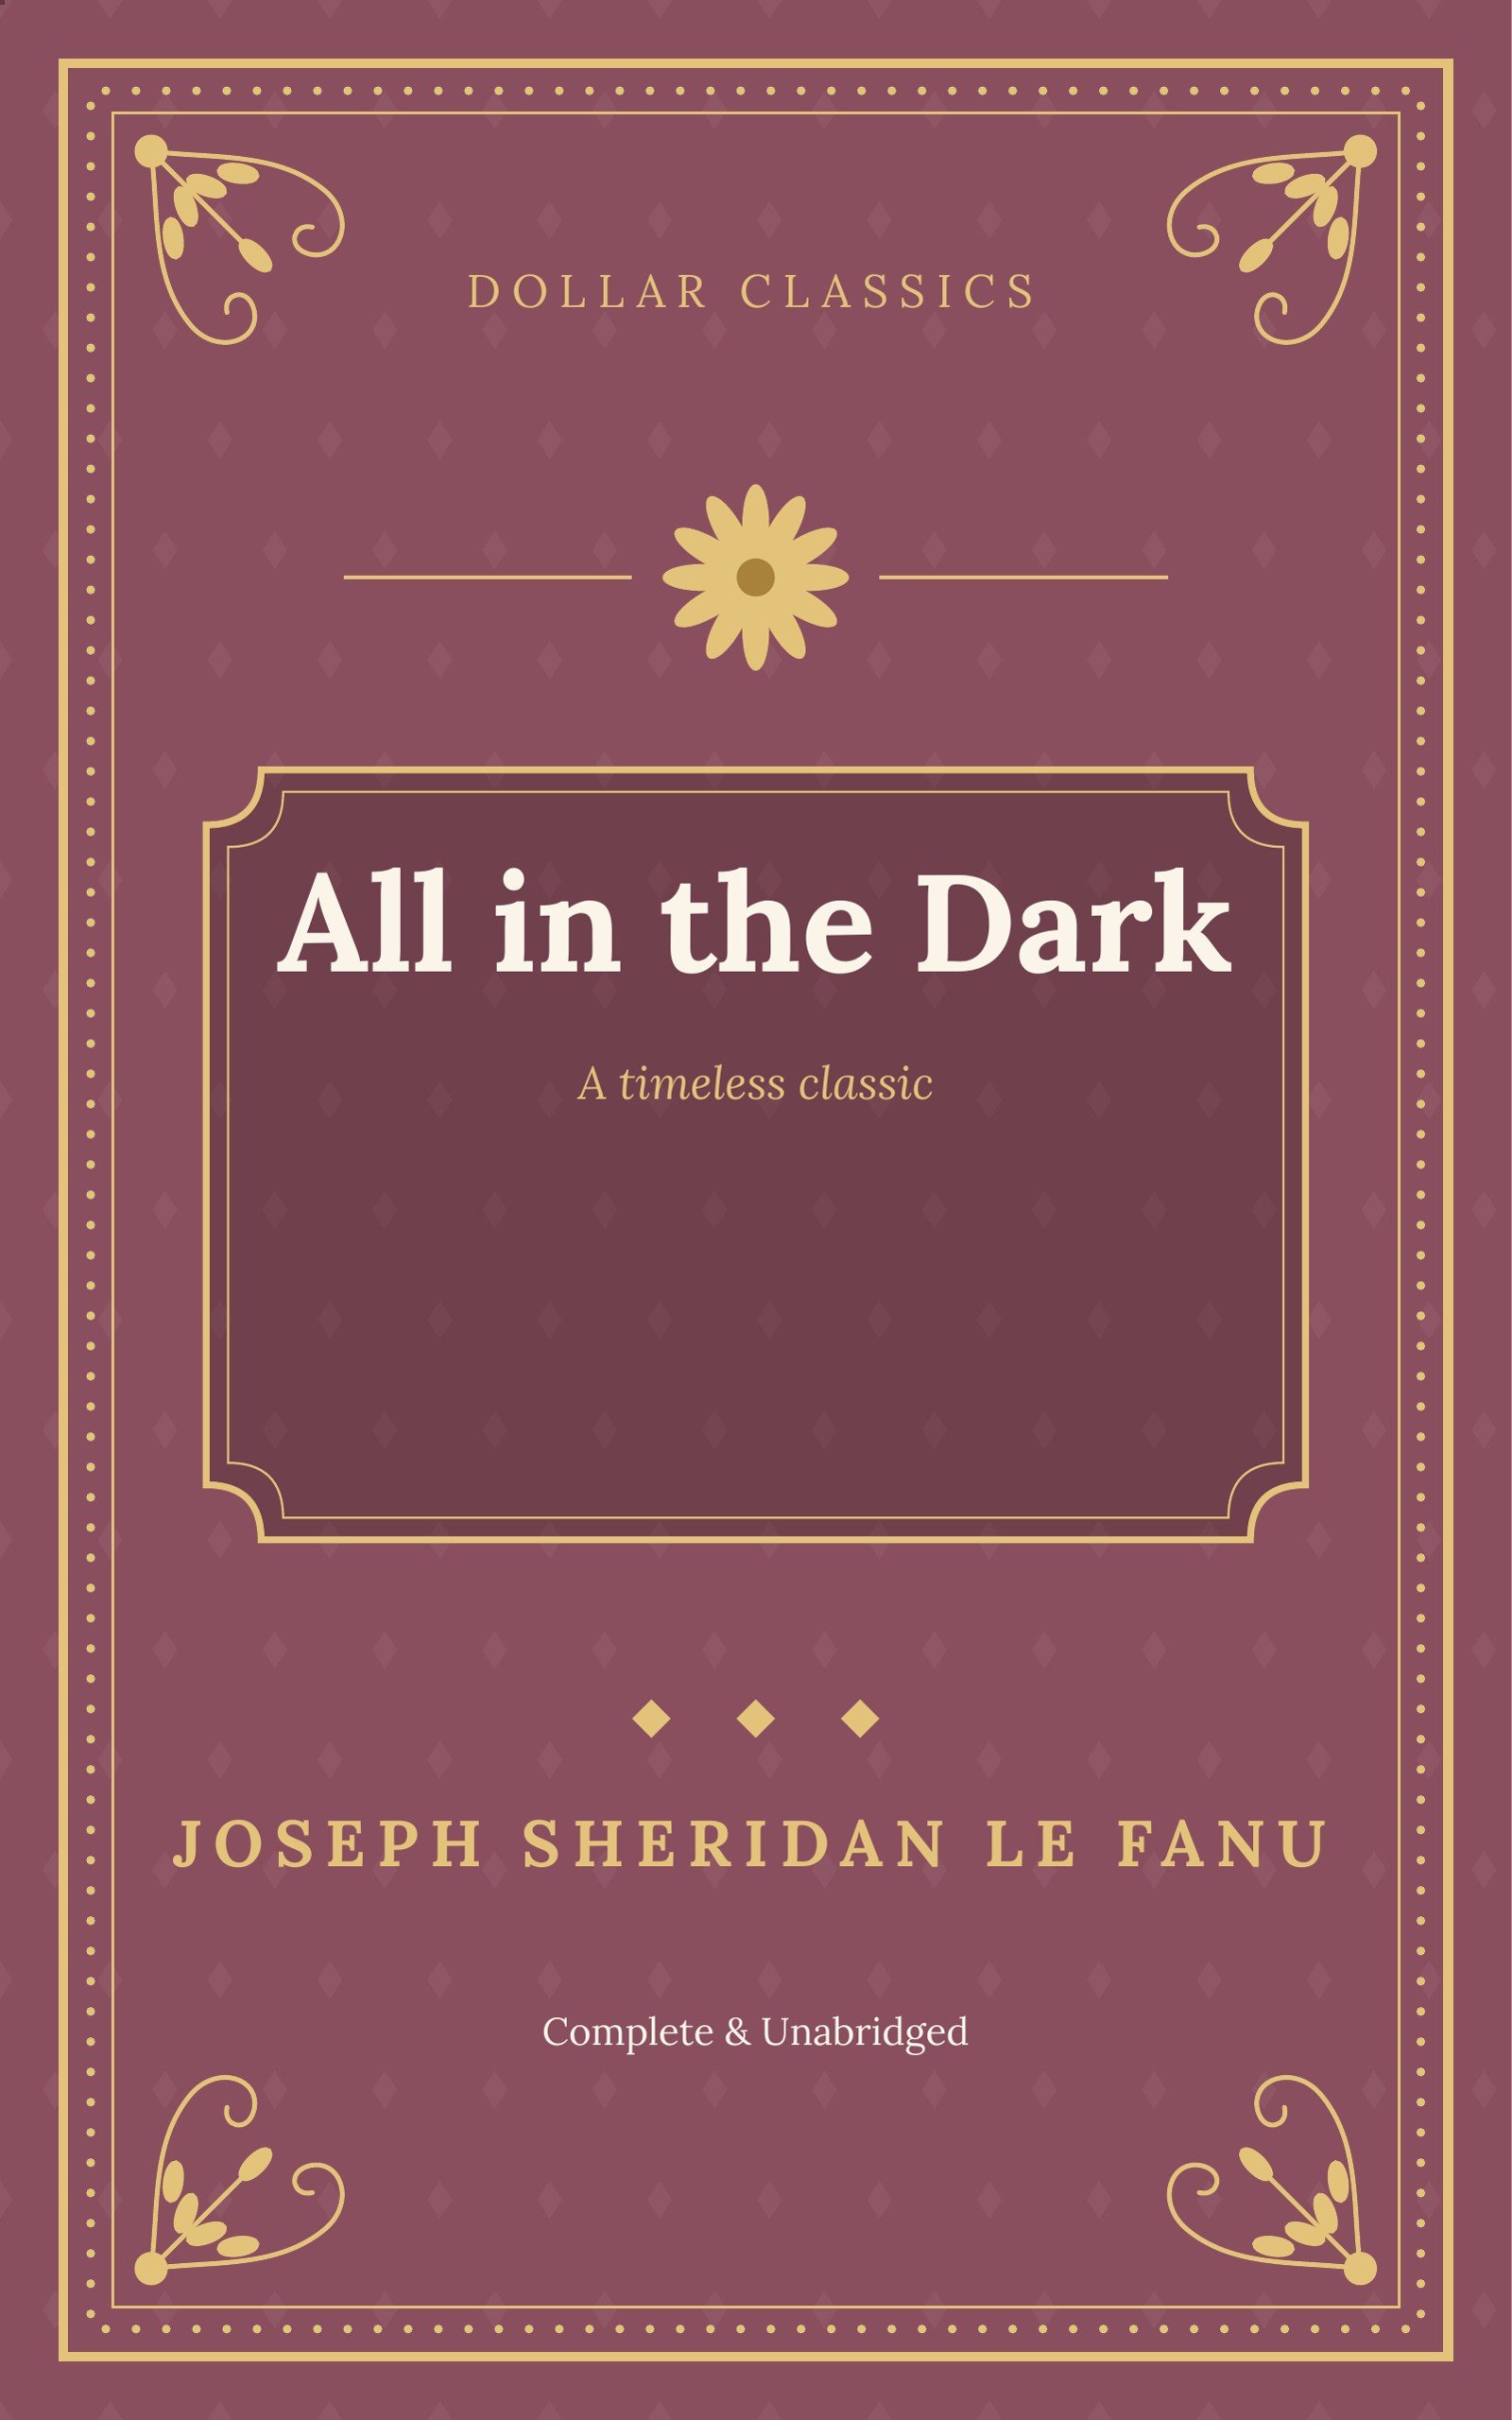 DOLLAR CLASSICS
All in the Dark
A timeless classic
JOSEPH SHERIDAN LE FANU
Complete & Unabridged